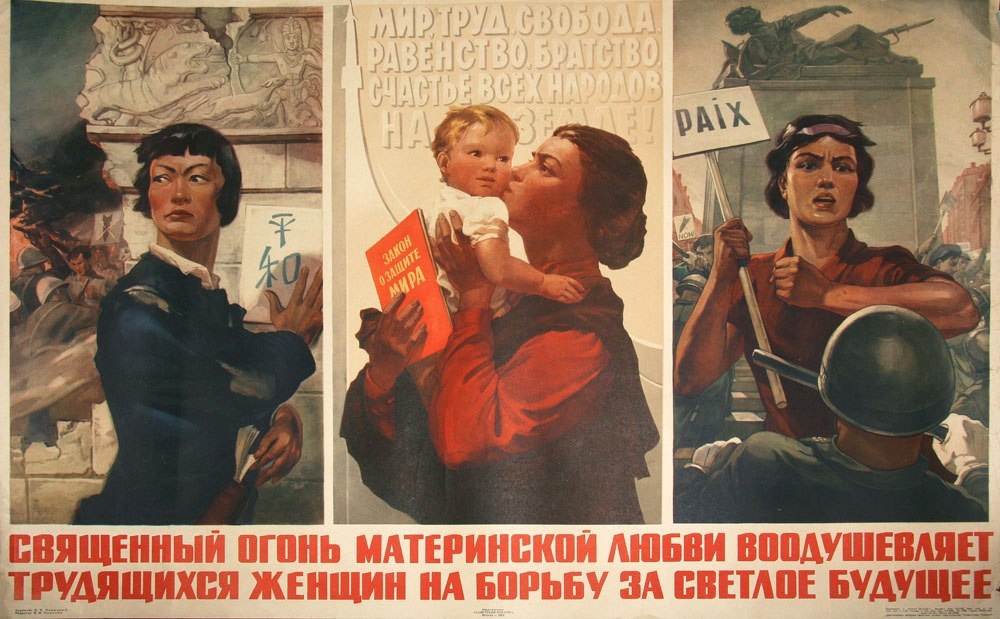 平
和
МИР, ТРУД, СВОБОДА,
РАВЕНСТВО, БРАТСТВО,
СЧАСТЬЕ ВСЕХ НАРОДОВ
НА ЗЕМЛЕ!
ЗАКОН
О ЗАЩИТЕ
МИРА
PAIX
NON!
СВЯЩЕННЫЙ ОГОНЬ МАТЕРИНСКОЙ ЛЮБВИ ВООДУШЕВЛЯЕТ
ТРУДЯЩИХСЯ ЖЕНЩИН НА БОРЬБУ ЗА СВЕТЛОЕ БУДУЩЕЕ